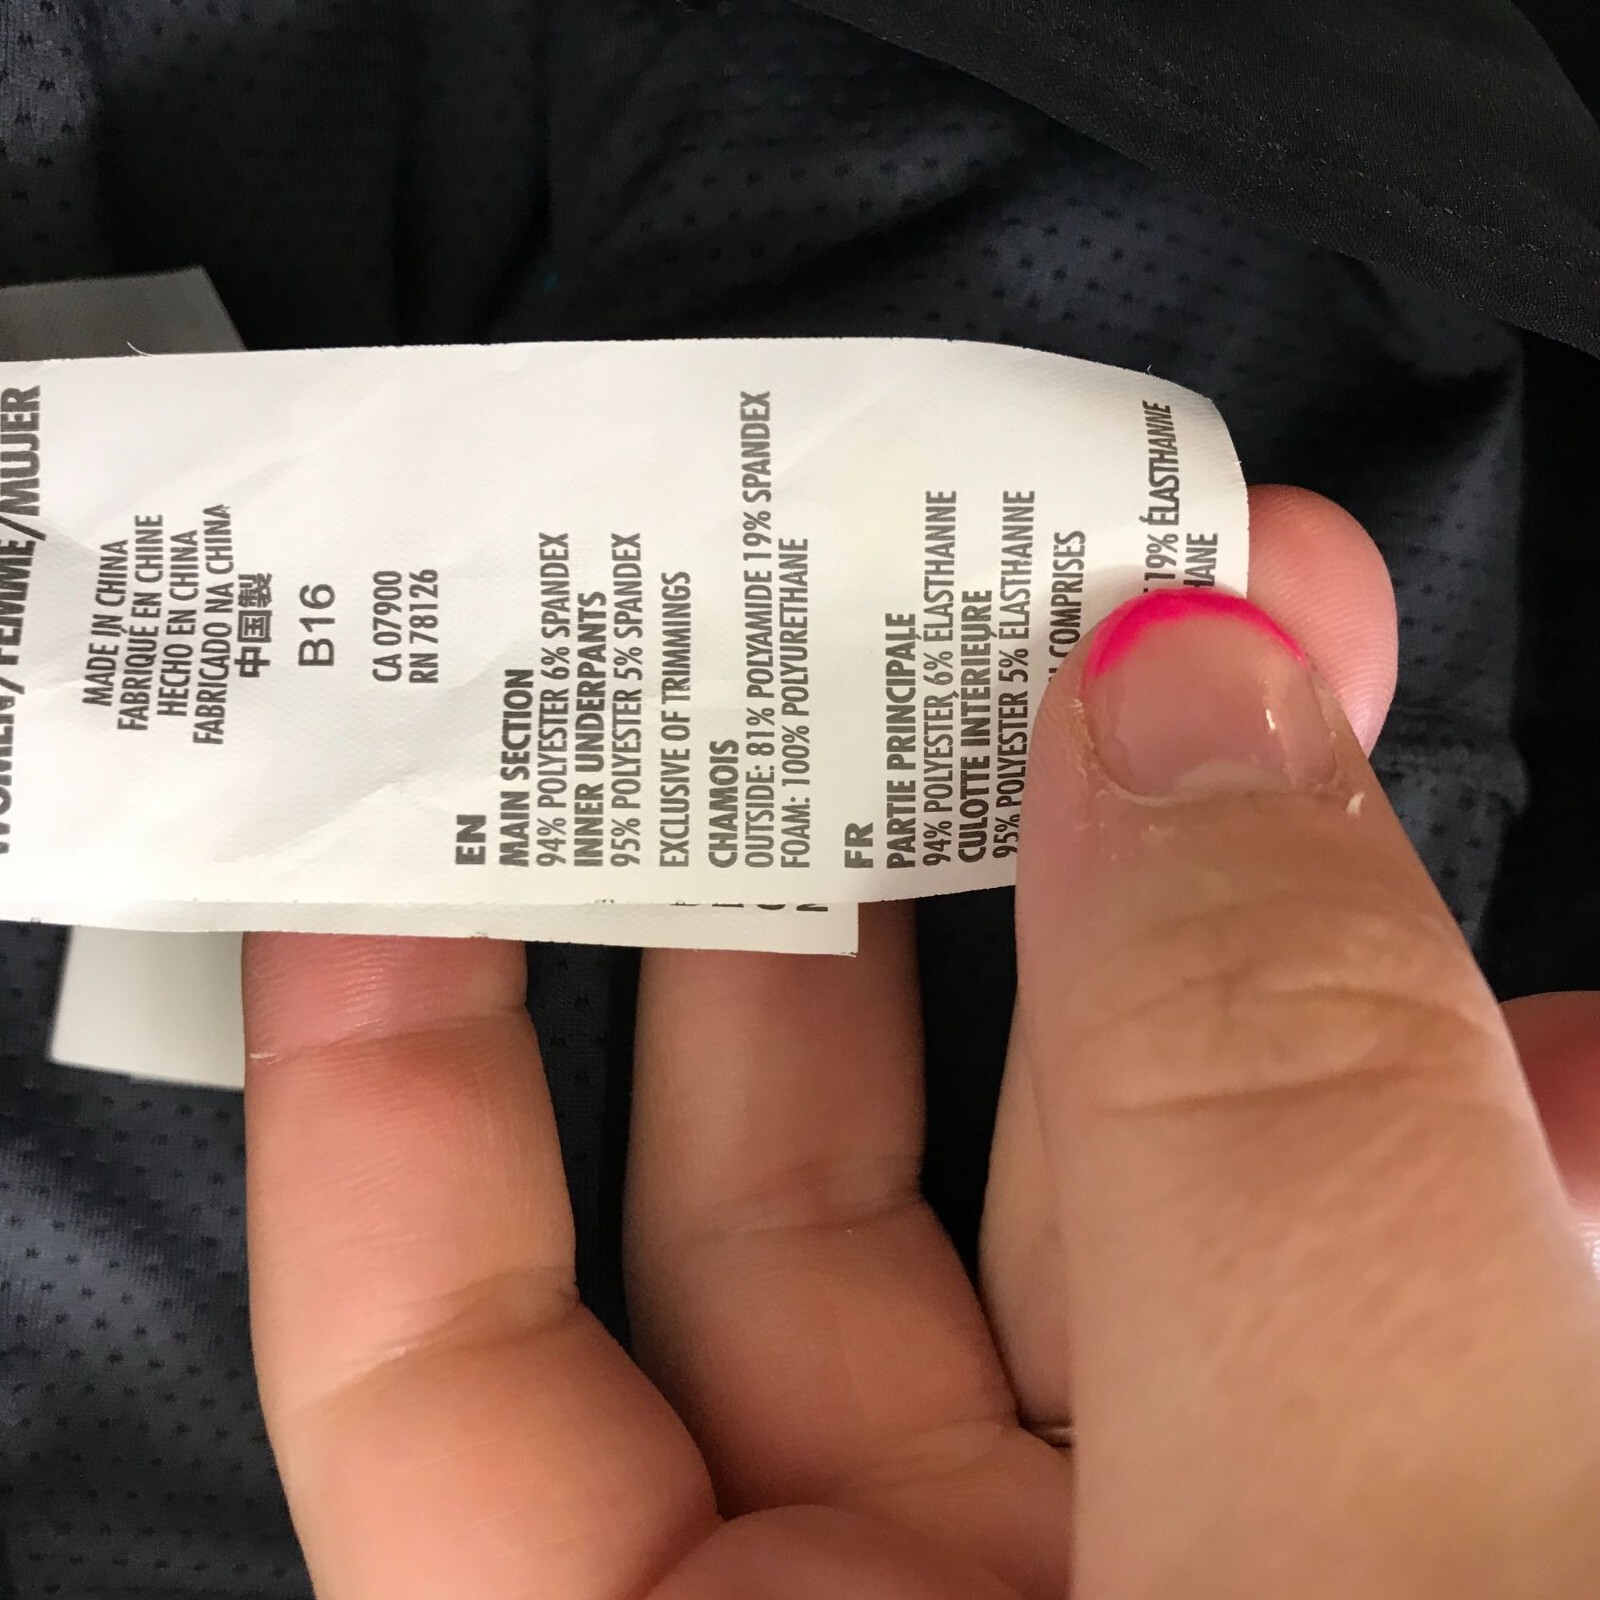 WOMEN/FEMME/MUJER
MADE IN CHINA
FABRIQUÉ EN CHINE
HECHO EN CHINA
FABRICADO NA CHINA
中国製
B16
CA 07900
RN 78126
EN
MAIN SECTION
94% POLYESTER 6% SPANDEX
INNER UNDERPANTS
95% POLYESTER 5% SPANDEX
EXCLUSIVE OF TRIMMINGS
CHAMOIS
OUTSIDE: 81% POLYAMIDE 19% SPANDEX
FOAM: 100% POLYURETHANE
FR
PARTIE PRINCIPALE
94% POLYESTER 6% ÉLASTHANNE
CULOTTE INTÉRIEURE
95% POLYESTER 5% ÉLASTHANNE
COMPRISES
19% ÉLASTHANNE